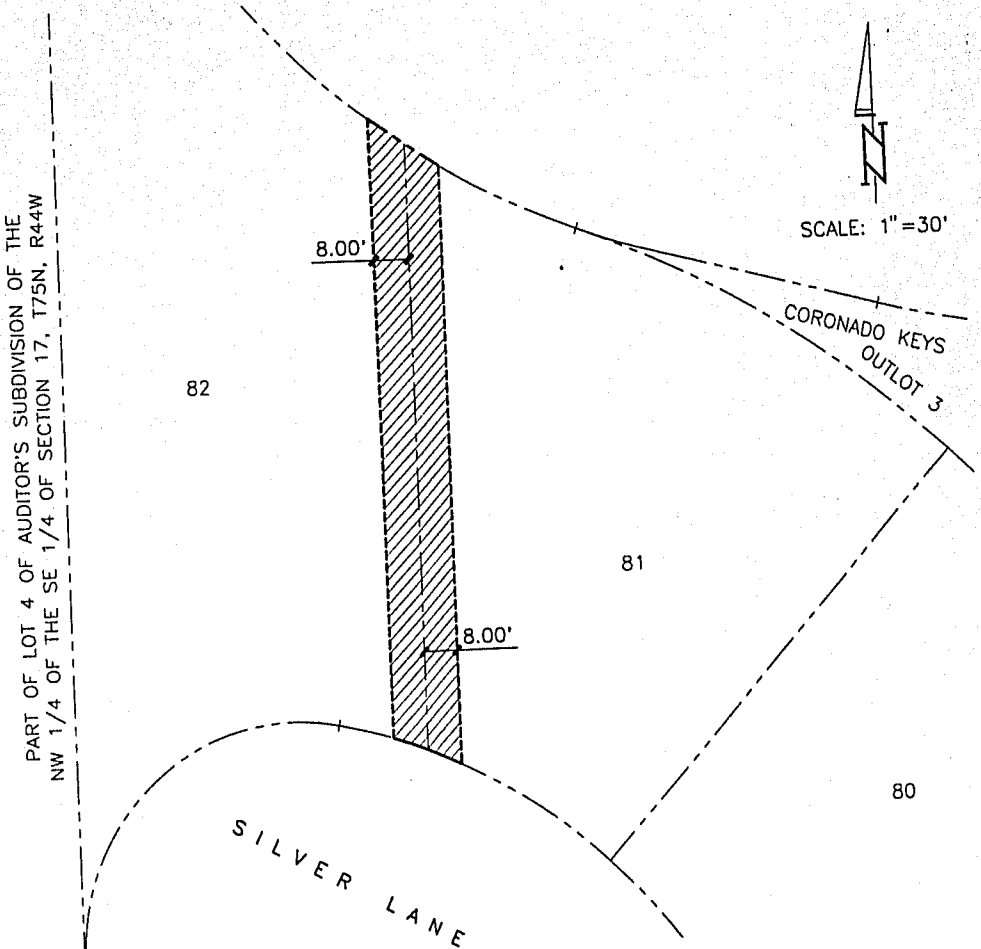 PART OF LOT 4 OF AUDITOR'S SUBDIVISION OF THE
NW 1/4 OF THE SE 1/4 OF SECTION 17, T75N, R44W
N
SCALE: 1"=30'
8.00'
CORONADO KEYS
OUTLOT 3
82
81
8.00'
80
SILVER LANE